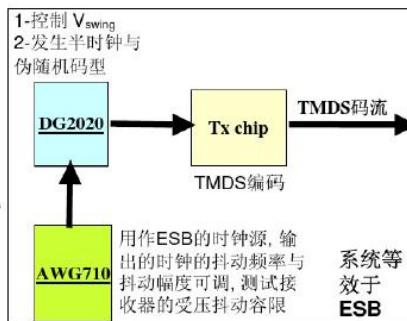 1-控制 Vswing
2-发生半时钟与
伪随机码型
DG2020
Tx chip
TMDS码流
TMDS编码
AWG710
用作ESB的时钟源, 输
出的时钟的抖动频率与
抖动幅度可调, 测试接
收器的受压抖动容限
系统等
效于
ESB